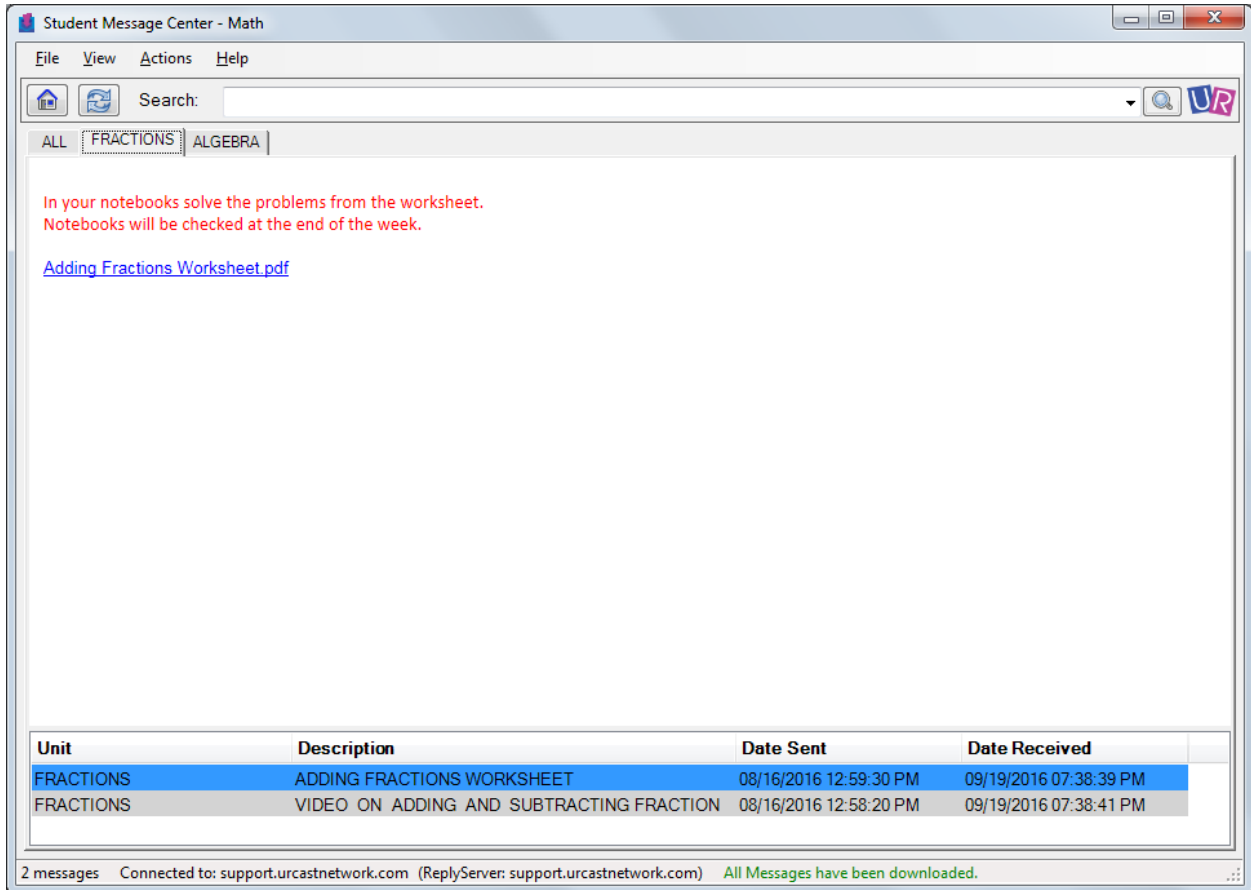 Student Message Center - Math
File View Actions Help
Search:
UR
ALL FRACTIONS ALGEBRA
In your notebooks solve the problems from the worksheet.
Notebooks will be checked at the end of the week.
Adding Fractions Worksheet.pdf
Unit Description Date Sent Date Received
FRACTIONS ADDING FRACTIONS WORKSHEET 08/16/2016 12:59:30 PM 09/19/2016 07:38:39 PM
FRACTIONS VIDEO ON ADDING AND SUBTRACTING FRACTION 08/16/2016 12:58:20 PM 09/19/2016 07:38:41 PM
2 messages Connected to: support.urcastnetwork.com (ReplyServer: support.urcastnetwork.com) All Messages have been downloaded.